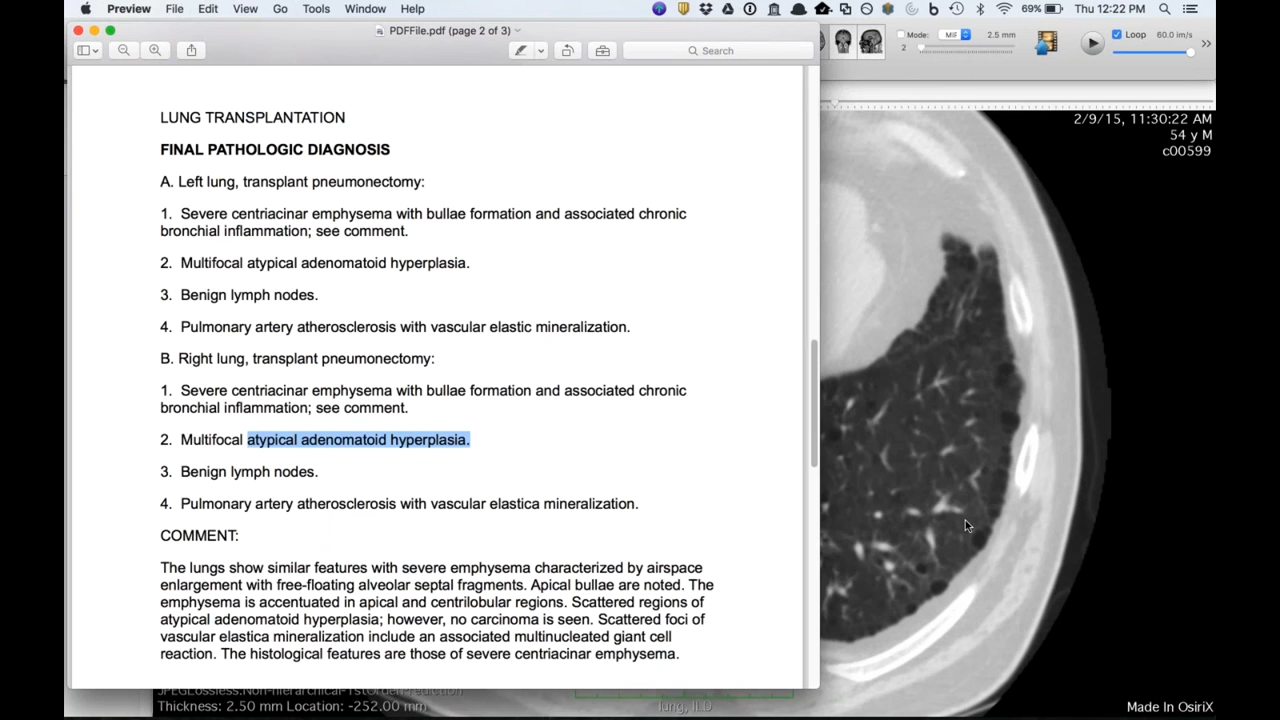 Preview File Edit View Go Tools Window Help
69% Thu 12:22 PM
PDFFile.pdf (page 2 of 3)
Search
Mode: MIP 2.5 mm Loop 60.0 im/s
2
LUNG TRANSPLANTATION
FINAL PATHOLOGIC DIAGNOSIS
A. Left lung, transplant pneumonectomy:
1. Severe centriacinar emphysema with bullae formation and associated chronic
bronchial inflammation; see comment.
2. Multifocal atypical adenomatoid hyperplasia.
3. Benign lymph nodes.
4. Pulmonary artery atherosclerosis with vascular elastic mineralization.
B. Right lung, transplant pneumonectomy:
1. Severe centriacinar emphysema with bullae formation and associated chronic
bronchial inflammation; see comment.
2. Multifocal atypical adenomatoid hyperplasia.
3. Benign lymph nodes.
4. Pulmonary artery atherosclerosis with vascular elastica mineralization.
COMMENT:
The lungs show similar features with severe emphysema characterized by airspace
enlargement with free-floating alveolar septal fragments. Apical bullae are noted. The
emphysema is accentuated in apical and centrilobular regions. Scattered regions of
atypical adenomatoid hyperplasia; however, no carcinoma is seen. Scattered foci of
vascular elastica mineralization include an associated multinucleated giant cell
reaction. The histological features are those of severe centriacinar emphysema.
2/9/15, 11:30:22 AM
54 y M
c00599
Thickness: 2.50 mm Location: -252.00 mm
lung, ILD
Made In OsiriX